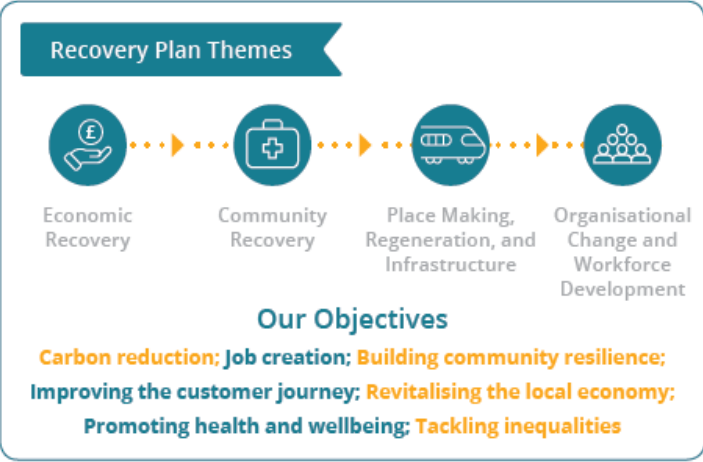 Recovery Plan Themes
£
Economic
Recovery
Community
Recovery
Place Making,
Regeneration, and
Infrastructure
Organisational
Change and
Workforce
Development
Our Objectives
Carbon reduction; Job creation; Building community resilience;
Improving the customer journey; Revitalising the local economy;
Promoting health and wellbeing; Tackling inequalities